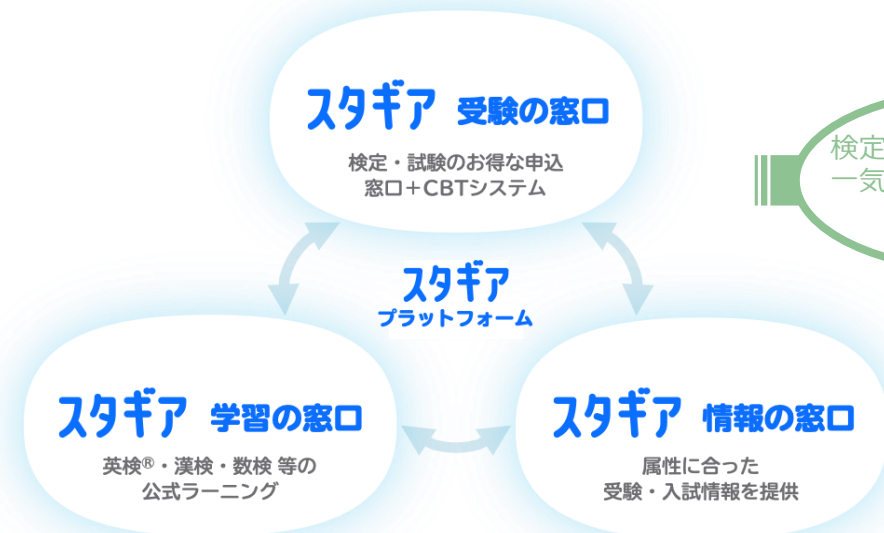 スタギア 受験の窓口
検定・試験のお得な申込
窓口＋CBTシステム
検定
一気
スタギア
プラットフォーム
スタギア 学習の窓口
英検®・漢検・数検 等の
公式ラーニング
スタギア 情報の窓口
属性に合った
受験・入試情報を提供